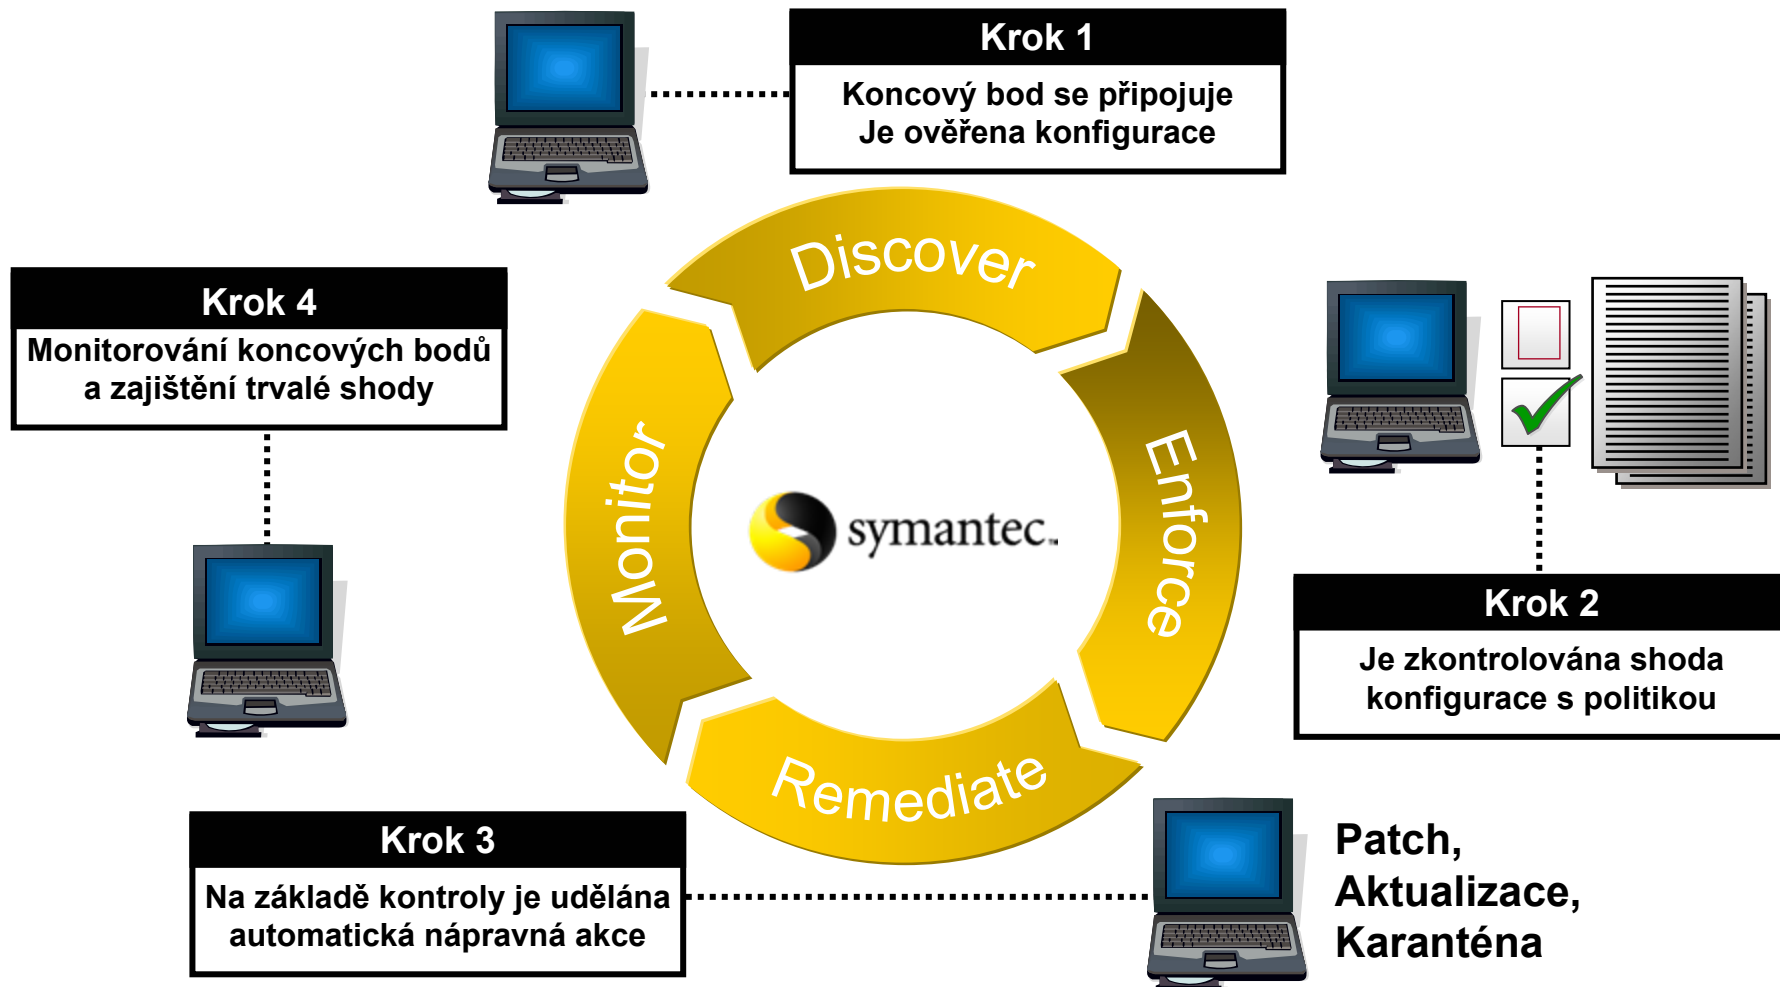 Krok 1
Koncový bod se připojuje
Je ověřena konfigurace
Discover
Krok 4
Monitorování koncových bodů
a zajištění trvalé shody
Monitor
symantec™
Enforce
Krok 2
Je zkontrolována shoda
konfigurace s politikou
Remediate
Krok 3
Na základě kontroly je udělána
automatická nápravná akce
Patch,
Aktualizace,
Karanténa